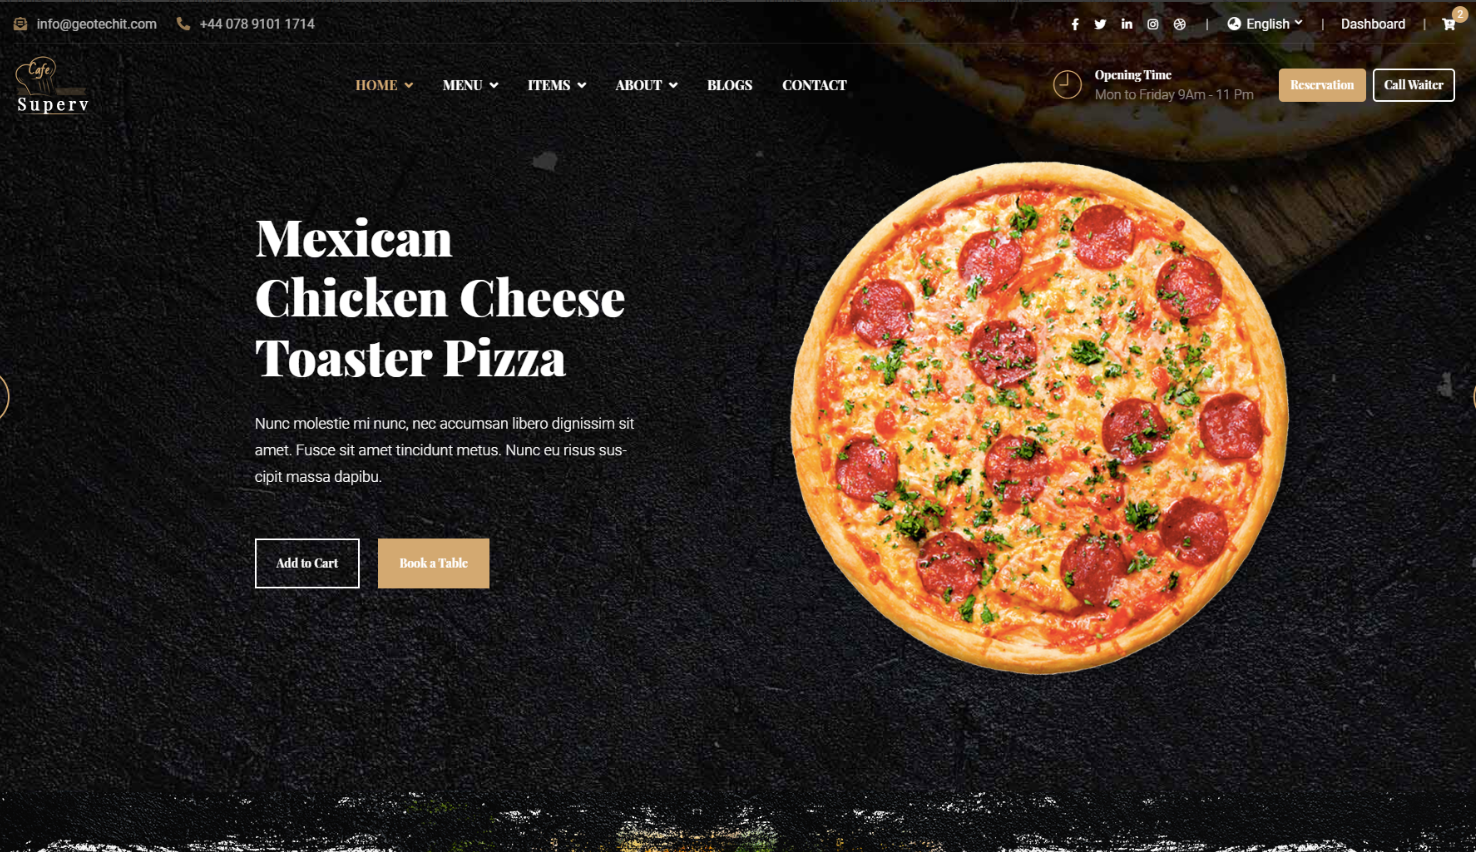 info@geotechit.com
+44 078 9101 1714
English
|
Dashboard
|
2
Cafe
Superv
HOME
MENU
ITEMS
ABOUT
BLOGS
CONTACT
Opening Time
Mon to Friday 9Am - 11 Pm
Reservation
Call Waiter
Mexican
Chicken Cheese
Toaster Pizza
Nunc molestie mi nunc, nec accumsan libero dignissim sit
amet. Fusce sit amet tincidunt metus. Nunc eu risus sus-
cipit massa dapibu.
Add to Cart
Book a Table